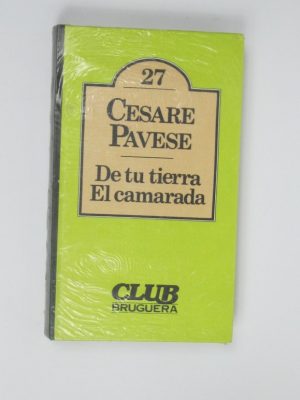 27
CESARE
PAVESE
De tu tierra
El camarada
CLUB
BRUGUERA